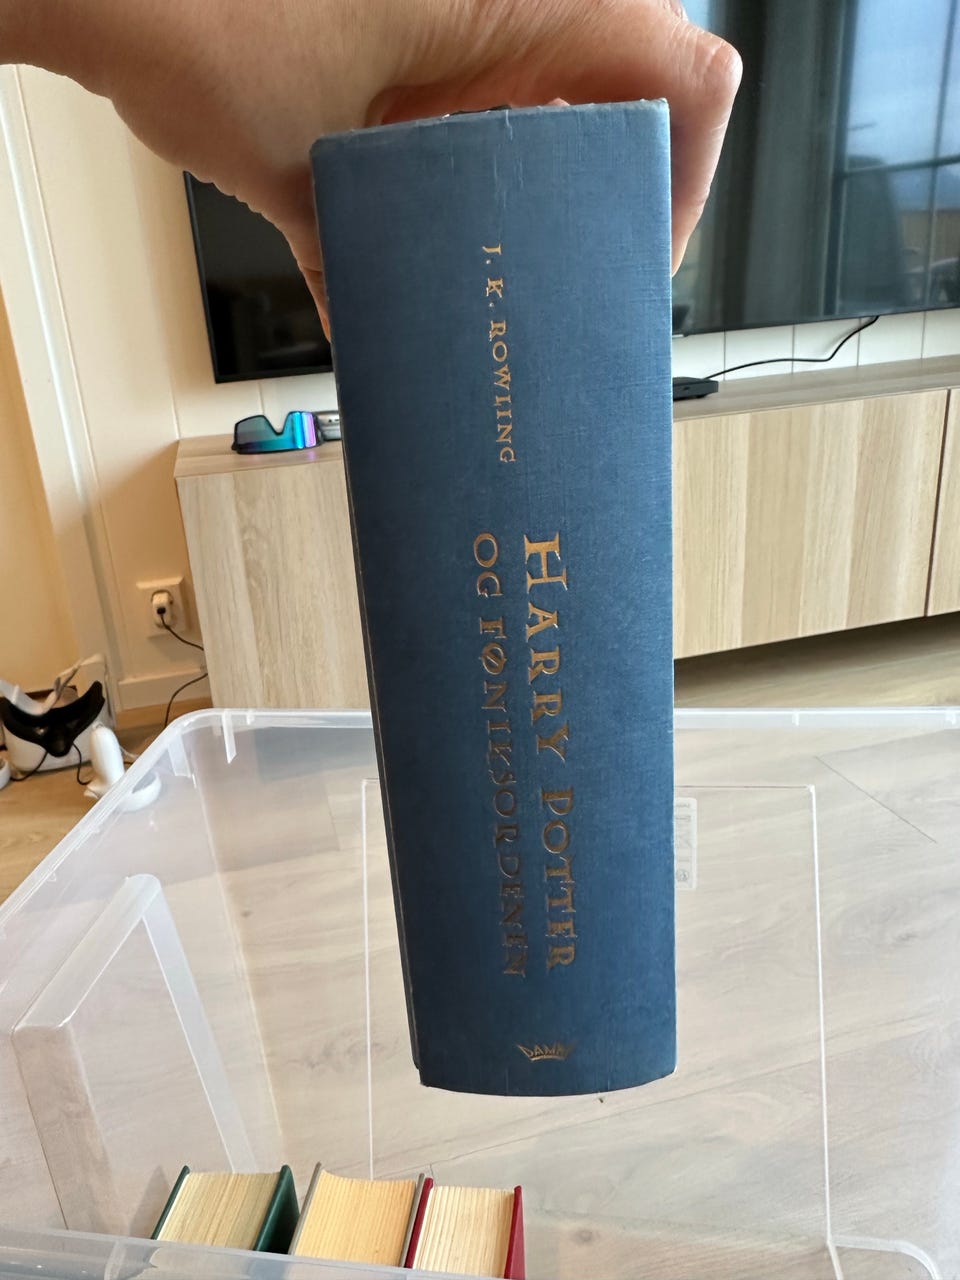 J. K. ROWLING
HARRY POTTER
OG FØNIKSORDENEN
DAMM